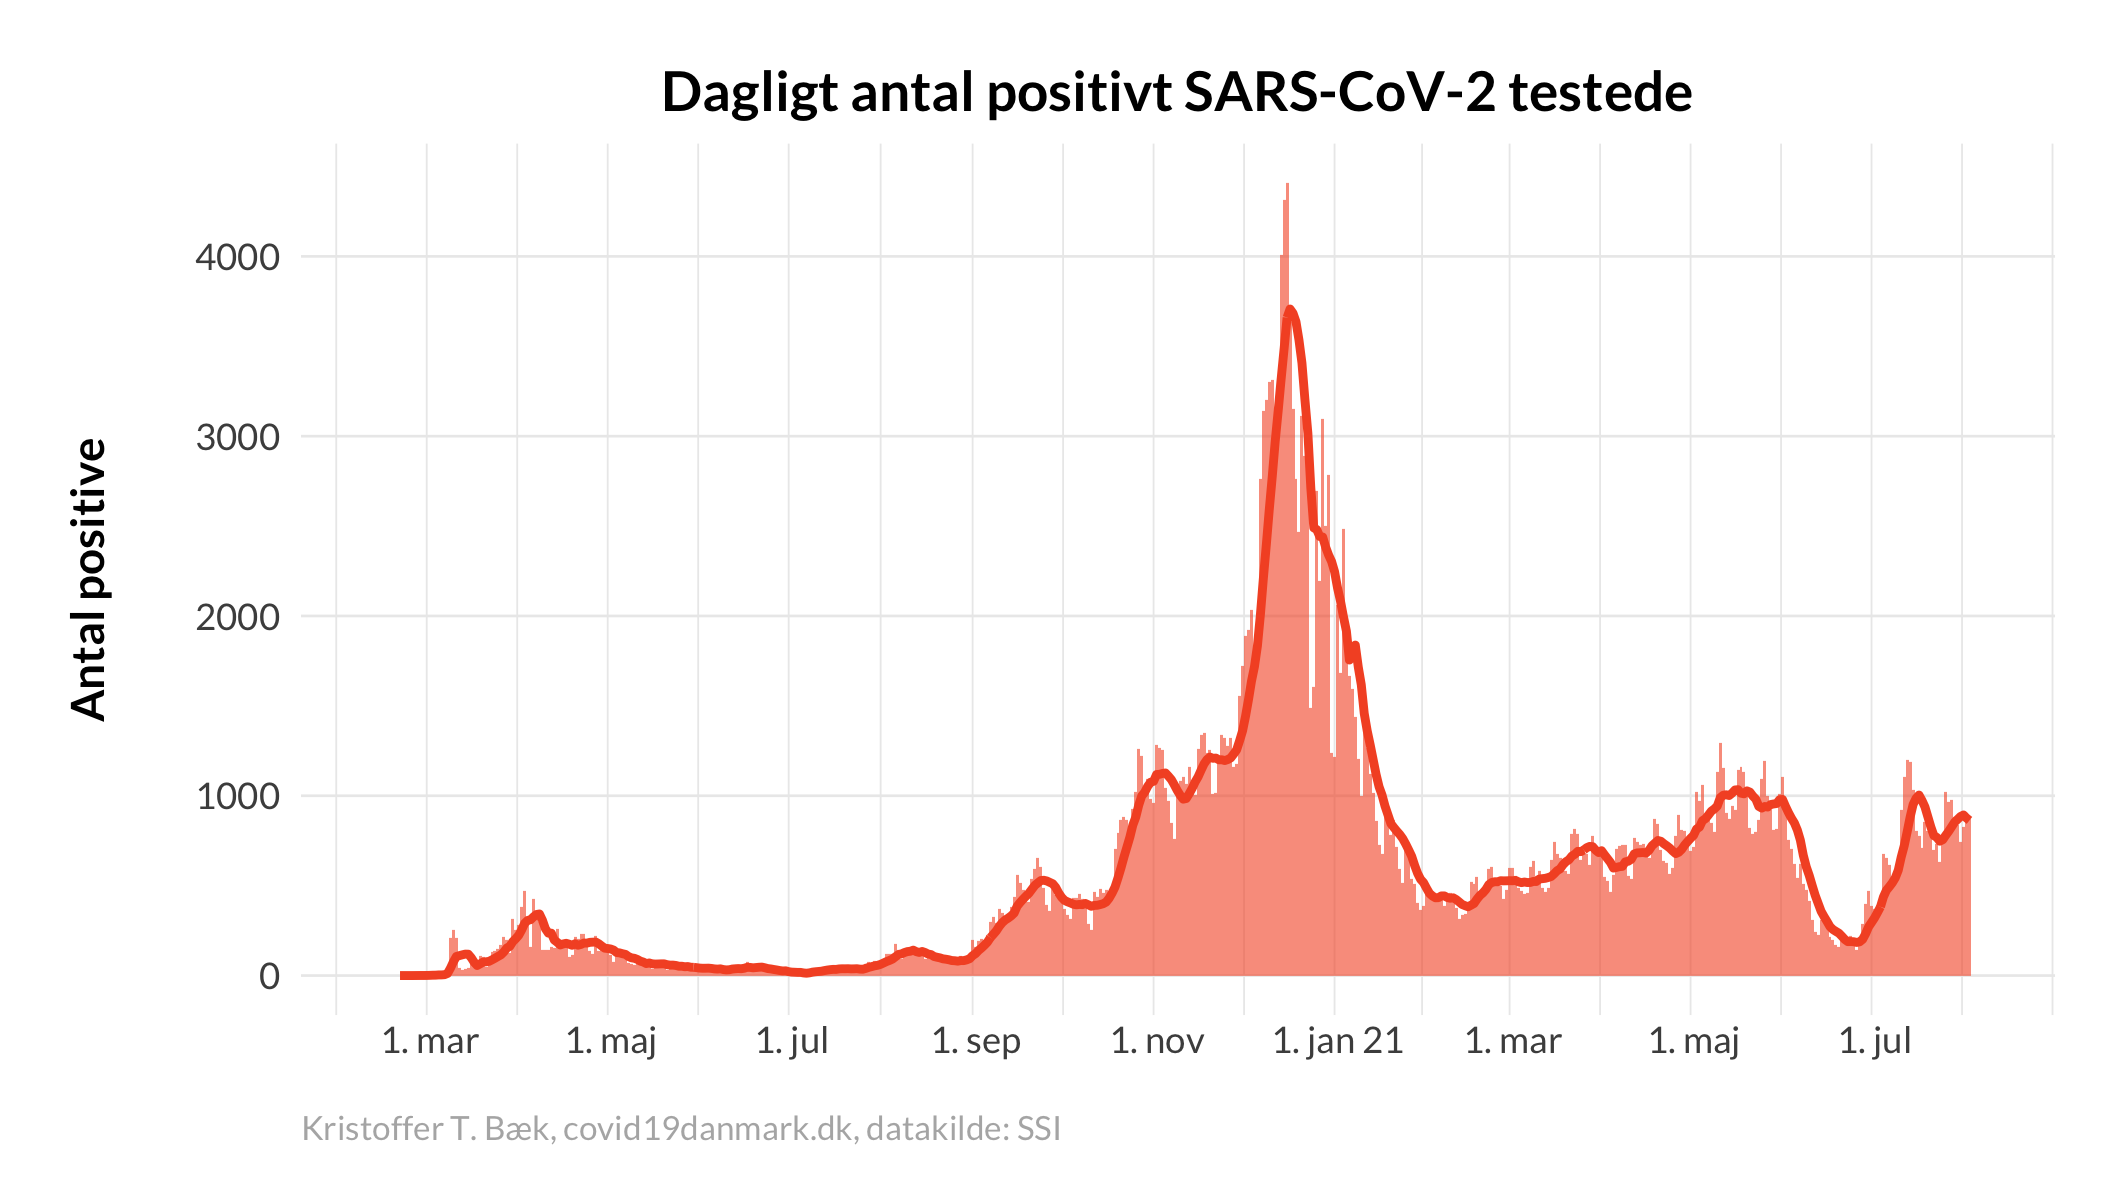 Dagligt antal positivt SARS-CoV-2 testede
Antal positive
4000
3000
2000
1000
0
1. mar
1. maj
1. jul
1. sep
1. nov
1. jan 21
1. mar
1. maj
1. jul
Kristoffer T. Bæk, covid19danmark.dk, datakilde: SSI